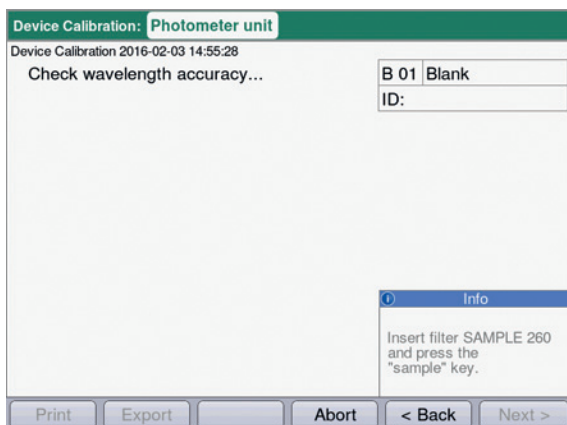 Device Calibration: Photometer unit
Device Calibration 2016-02-03 14:55:28
Check wavelength accuracy...
B 01 Blank
ID:
Info
Insert filter SAMPLE 260
and press the
"sample" key.
Print Export Abort < Back Next >